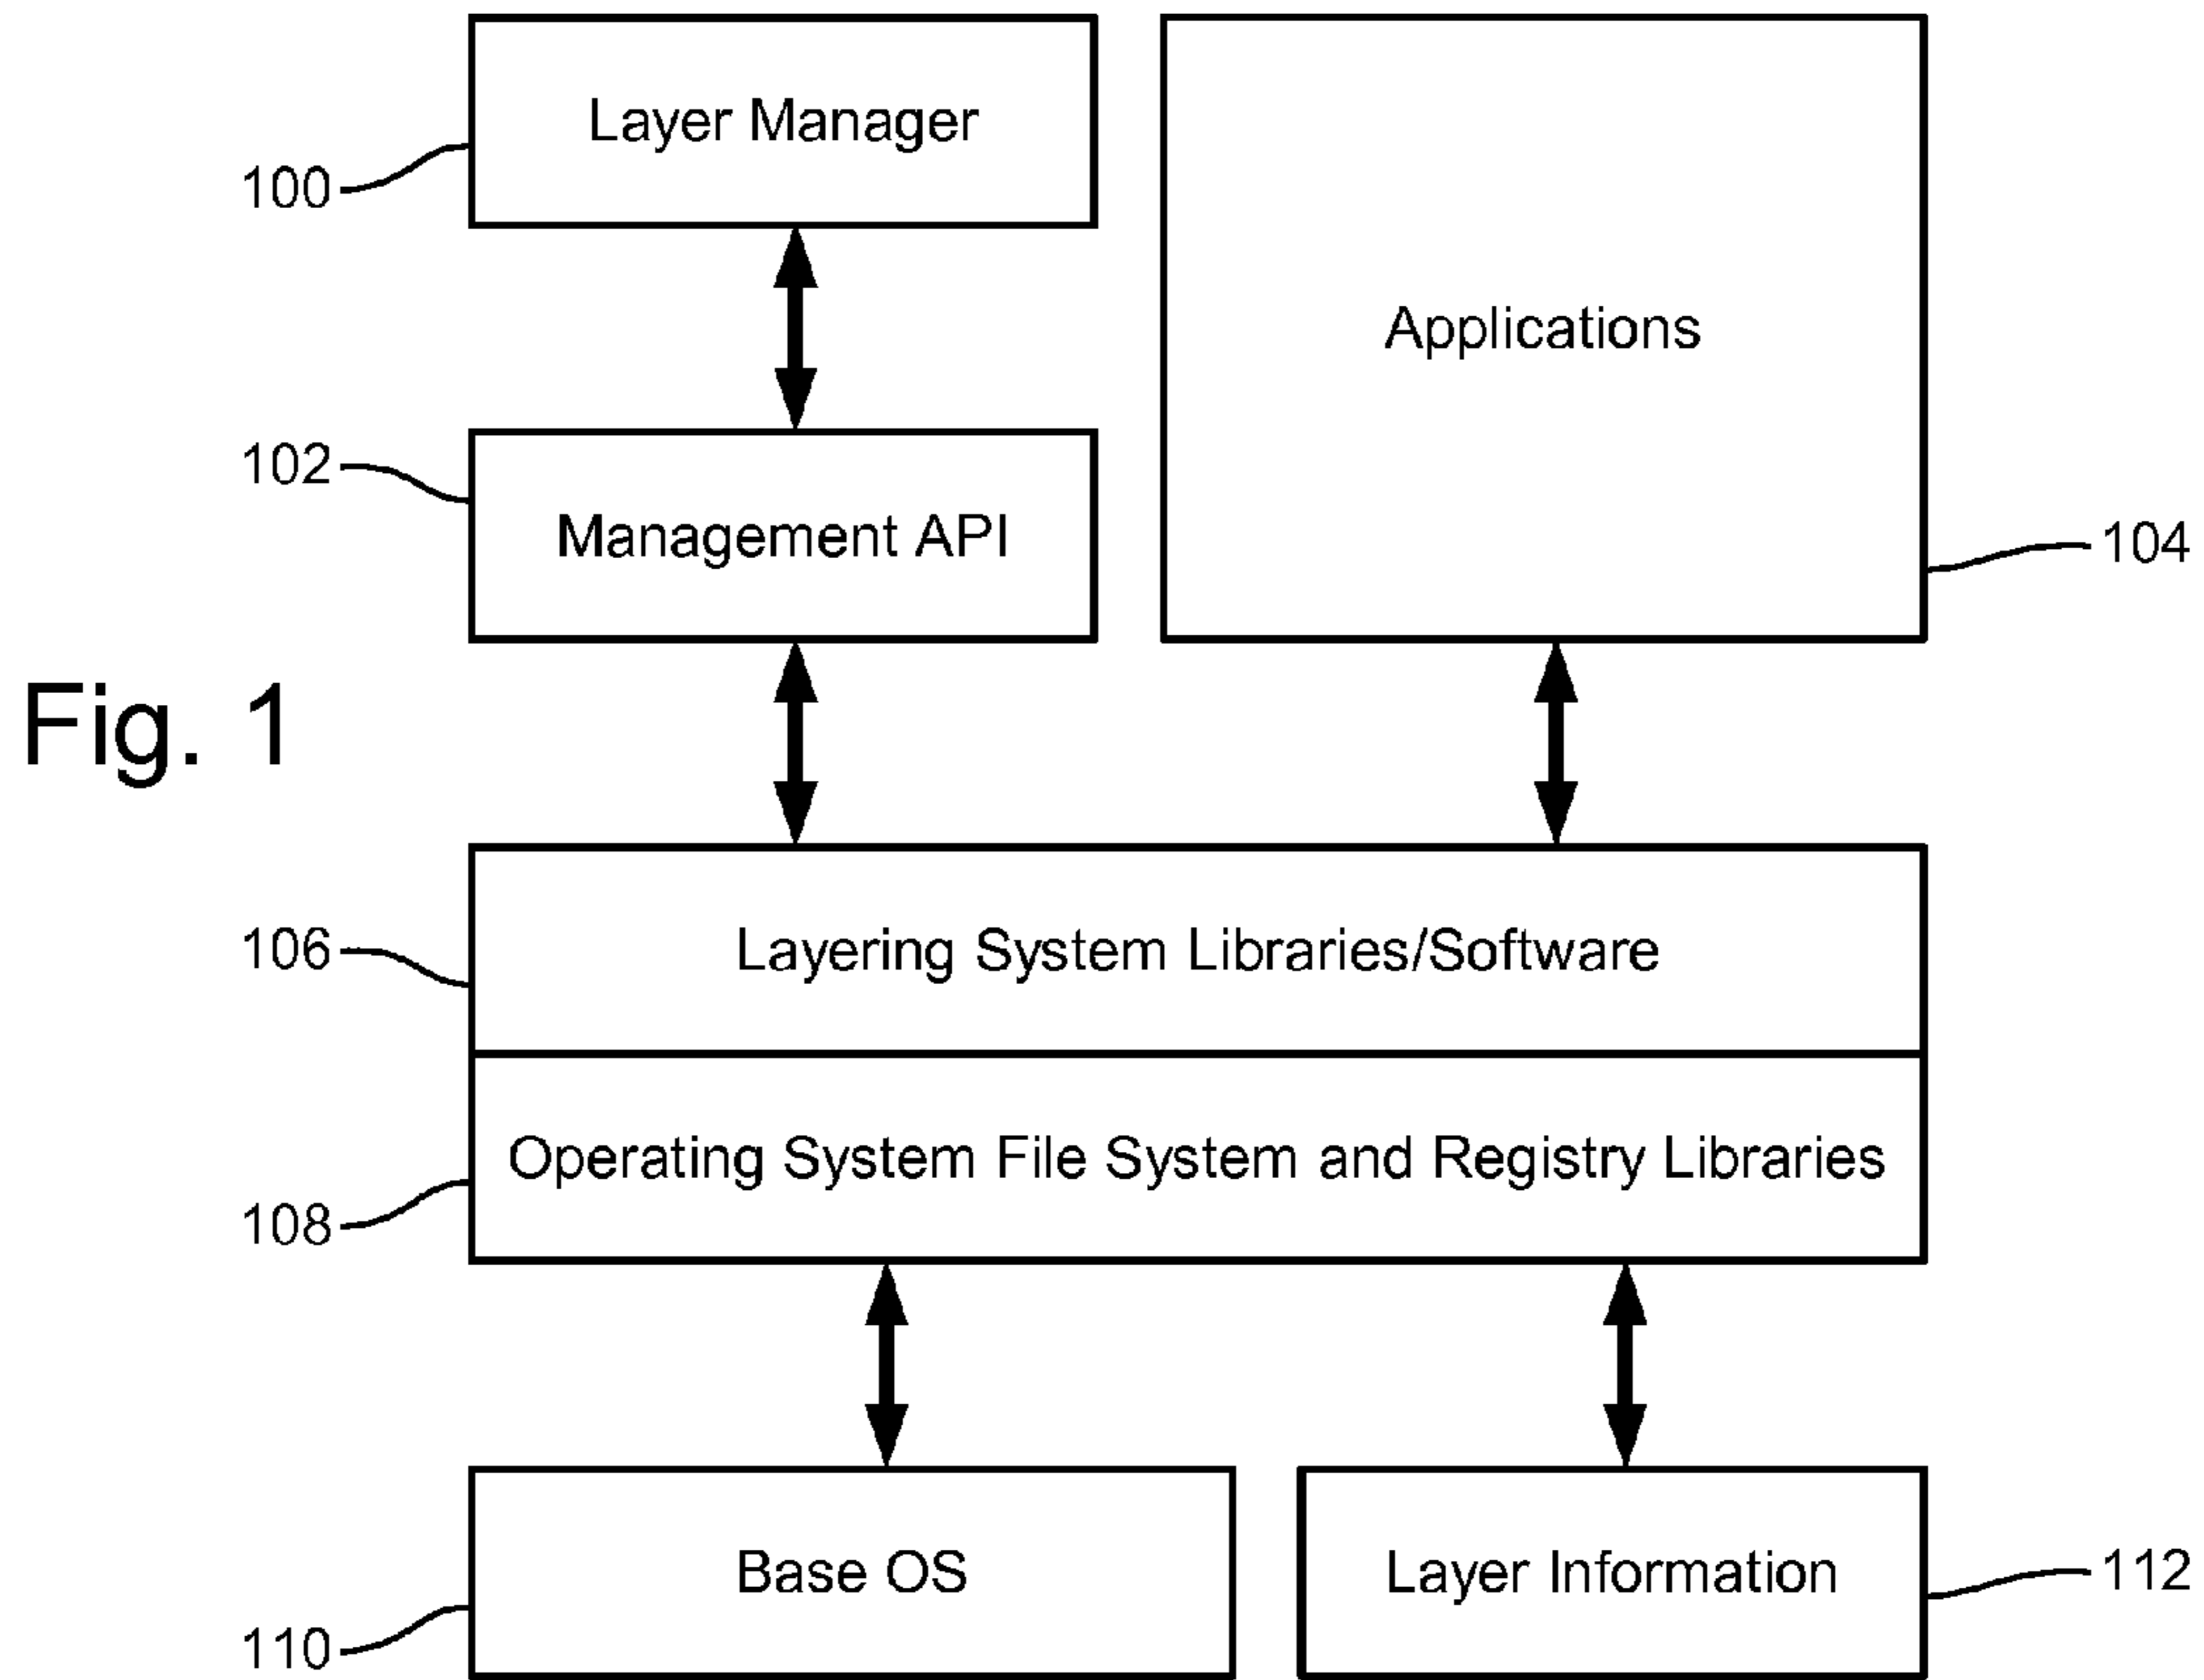 Layer Manager
100
Applications
102
Management API
104
Fig. 1
106
Layering System Libraries/Software
Operating System File System and Registry Libraries
108
Base OS
Layer Information
112
110